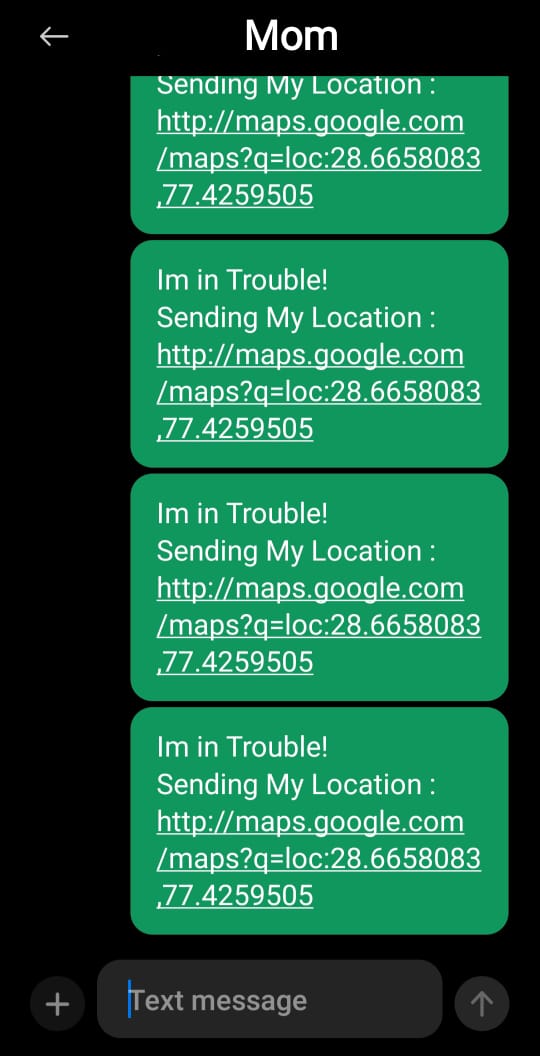 Mom
Sending My Location :
http://maps.google.com
/maps?q=loc:28.6658083
,77.4259505
Im in Trouble!
Sending My Location :
http://maps.google.com
/maps?q=loc:28.6658083
,77.4259505
Im in Trouble!
Sending My Location :
http://maps.google.com
/maps?q=loc:28.6658083
,77.4259505
Im in Trouble!
Sending My Location :
http://maps.google.com
/maps?q=loc:28.6658083
,77.4259505
Text message